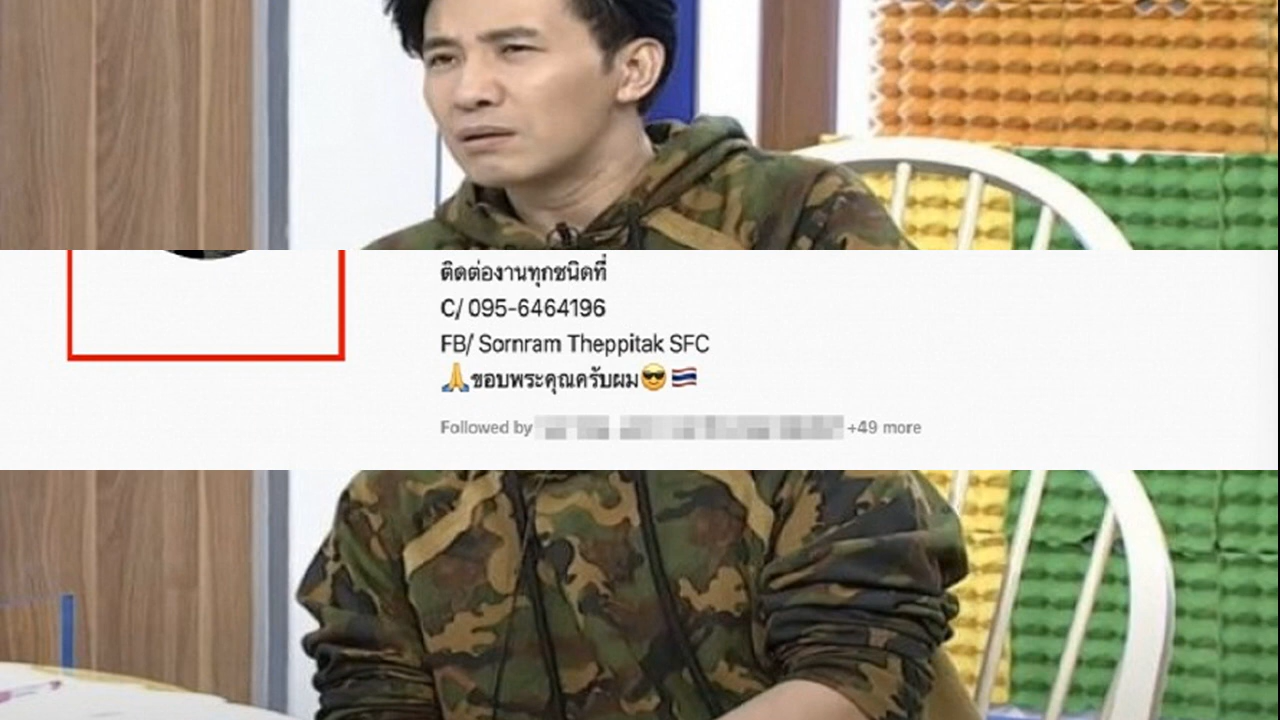 ติดต่องานทุกชนิดที่
C/ 095-6464196
FB/ Sornram Theppitak SFC
🙏ขอบพระคุณครับผม😎🇹🇭
Followed by
+49 more